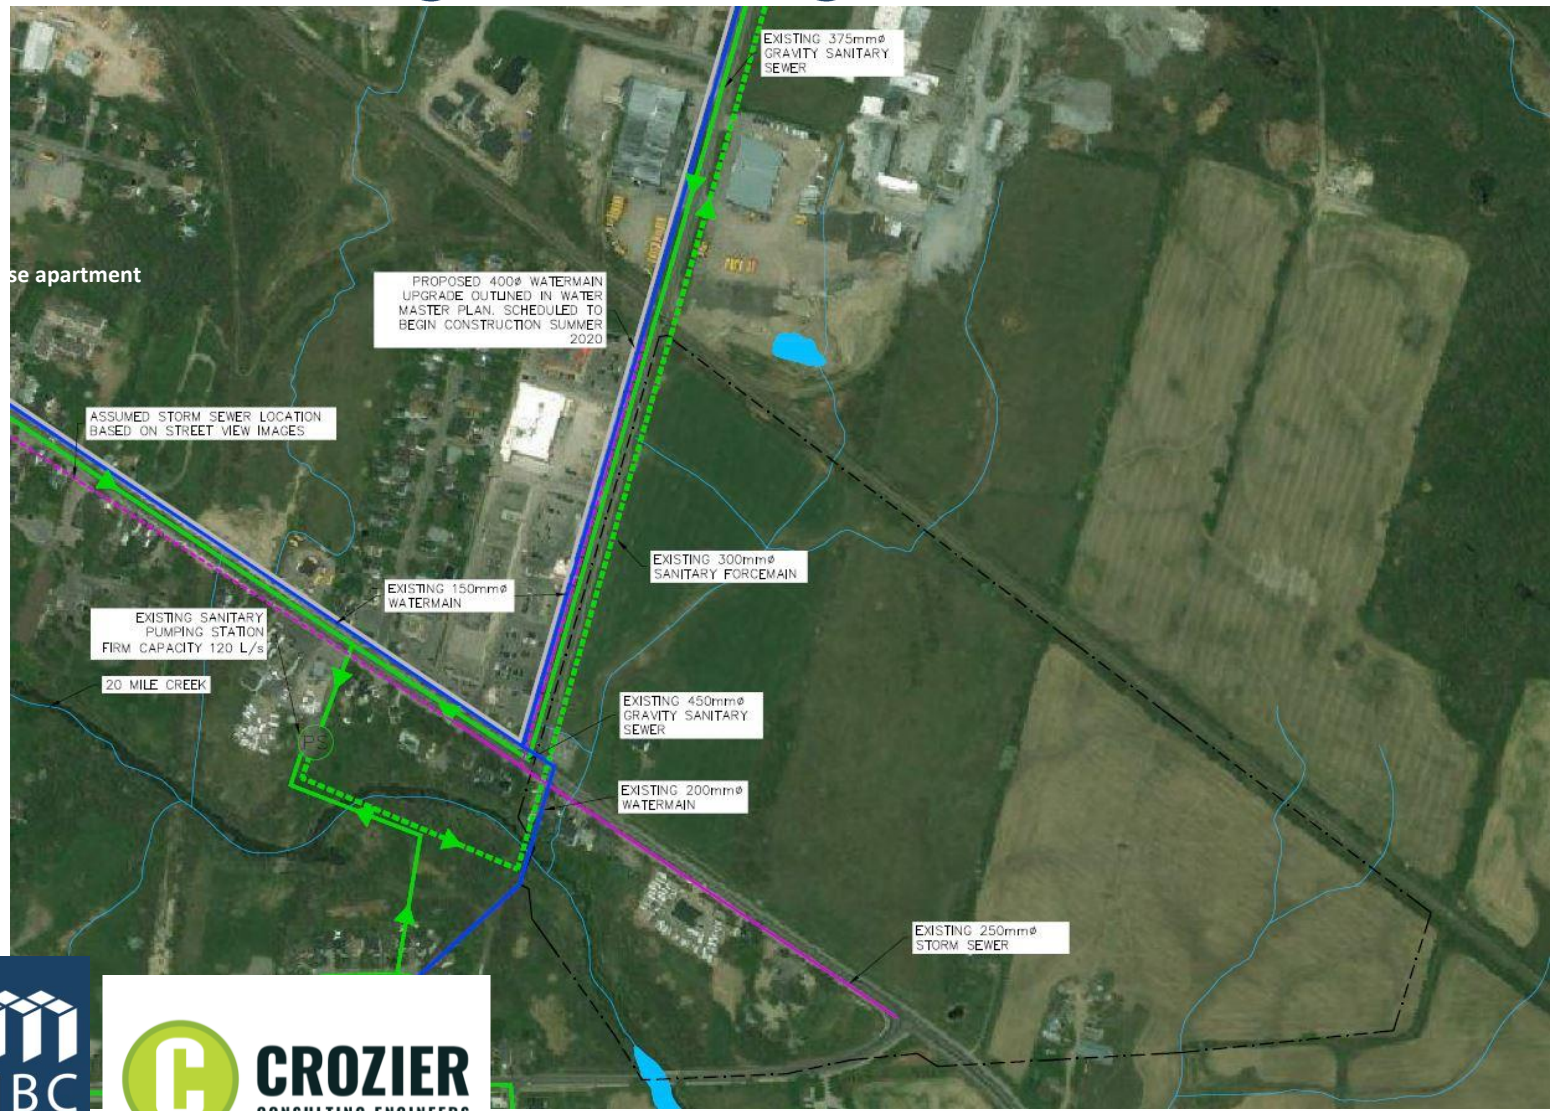 EXISTING 375mmø
GRAVITY SANITARY
SEWER
se apartment
PROPOSED 400ø WATERMAIN
UPGRADE OUTLINED IN WATER
MASTER PLAN. SCHEDULED TO
BEGIN CONSTRUCTION SUMMER
2020
ASSUMED STORM SEWER LOCATION
BASED ON STREET VIEW IMAGES
EXISTING 300mmø
SANITARY FORCEMAIN
EXISTING 150mmø
WATERMAIN
EXISTING SANITARY
PUMPING STATION
FIRM CAPACITY 120 L/s
20 MILE CREEK
PS
EXISTING 450mmø
GRAVITY SANITARY
SEWER
EXISTING 200mmø
WATERMAIN
EXISTING 250mmø
STORM SEWER
BC
C
CROZIER
CONSULTING ENGINEERS